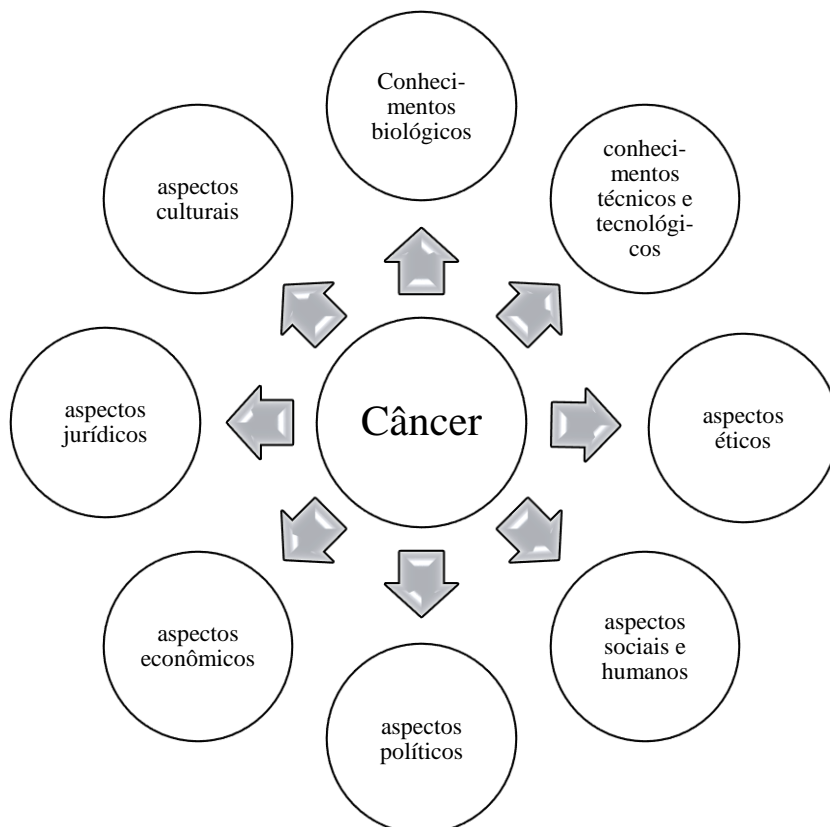 Conheci-
mentos
biológicos
conheci-
mentos
técnicos e
tecnológi-
cos
aspectos
éticos
aspectos
sociais e
humanos
aspectos
políticos
aspectos
econômicos
aspectos
jurídicos
aspectos
culturais
Câncer